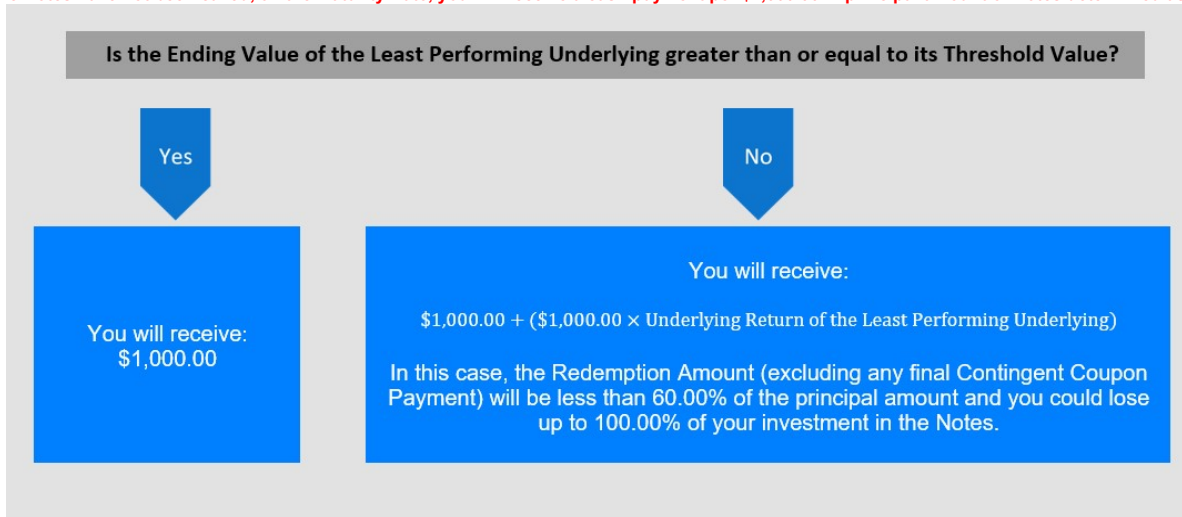 Is the Ending Value of the Least Performing Underlying greater than or equal to its Threshold Value?
Yes
No
You will receive:
$1,000.00
You will receive:
$1,000.00 + ($1,000.00 × Underlying Return of the Least Performing Underlying)
In this case, the Redemption Amount (excluding any final Contingent Coupon
Payment) will be less than 60.00% of the principal amount and you could lose
up to 100.00% of your investment in the Notes.